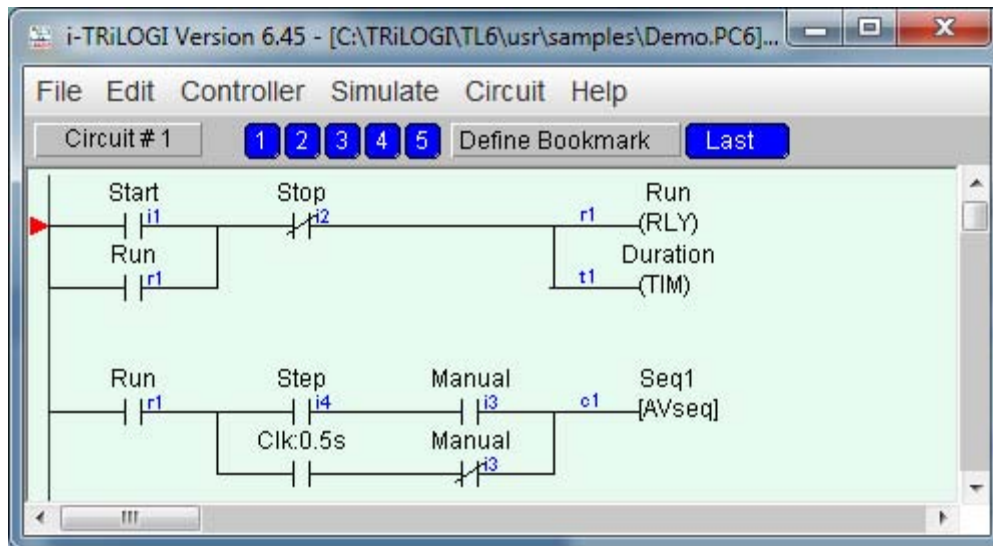 i-TRiLOGI Version 6.45 - [C:\TRiLOGI\TL6\usr\samples\Demo.PC6]...
File Edit Controller Simulate Circuit Help
Circuit # 1 1 2 3 4 5 Define Bookmark Last
Start Stop Run
i1 i2 r1 (RLY)
Run Duration
r1 t1 (TIM)
Run Step Manual Seq1
r1 i4 i3 c1 [AVseq]
Clk:0.5s Manual
i3